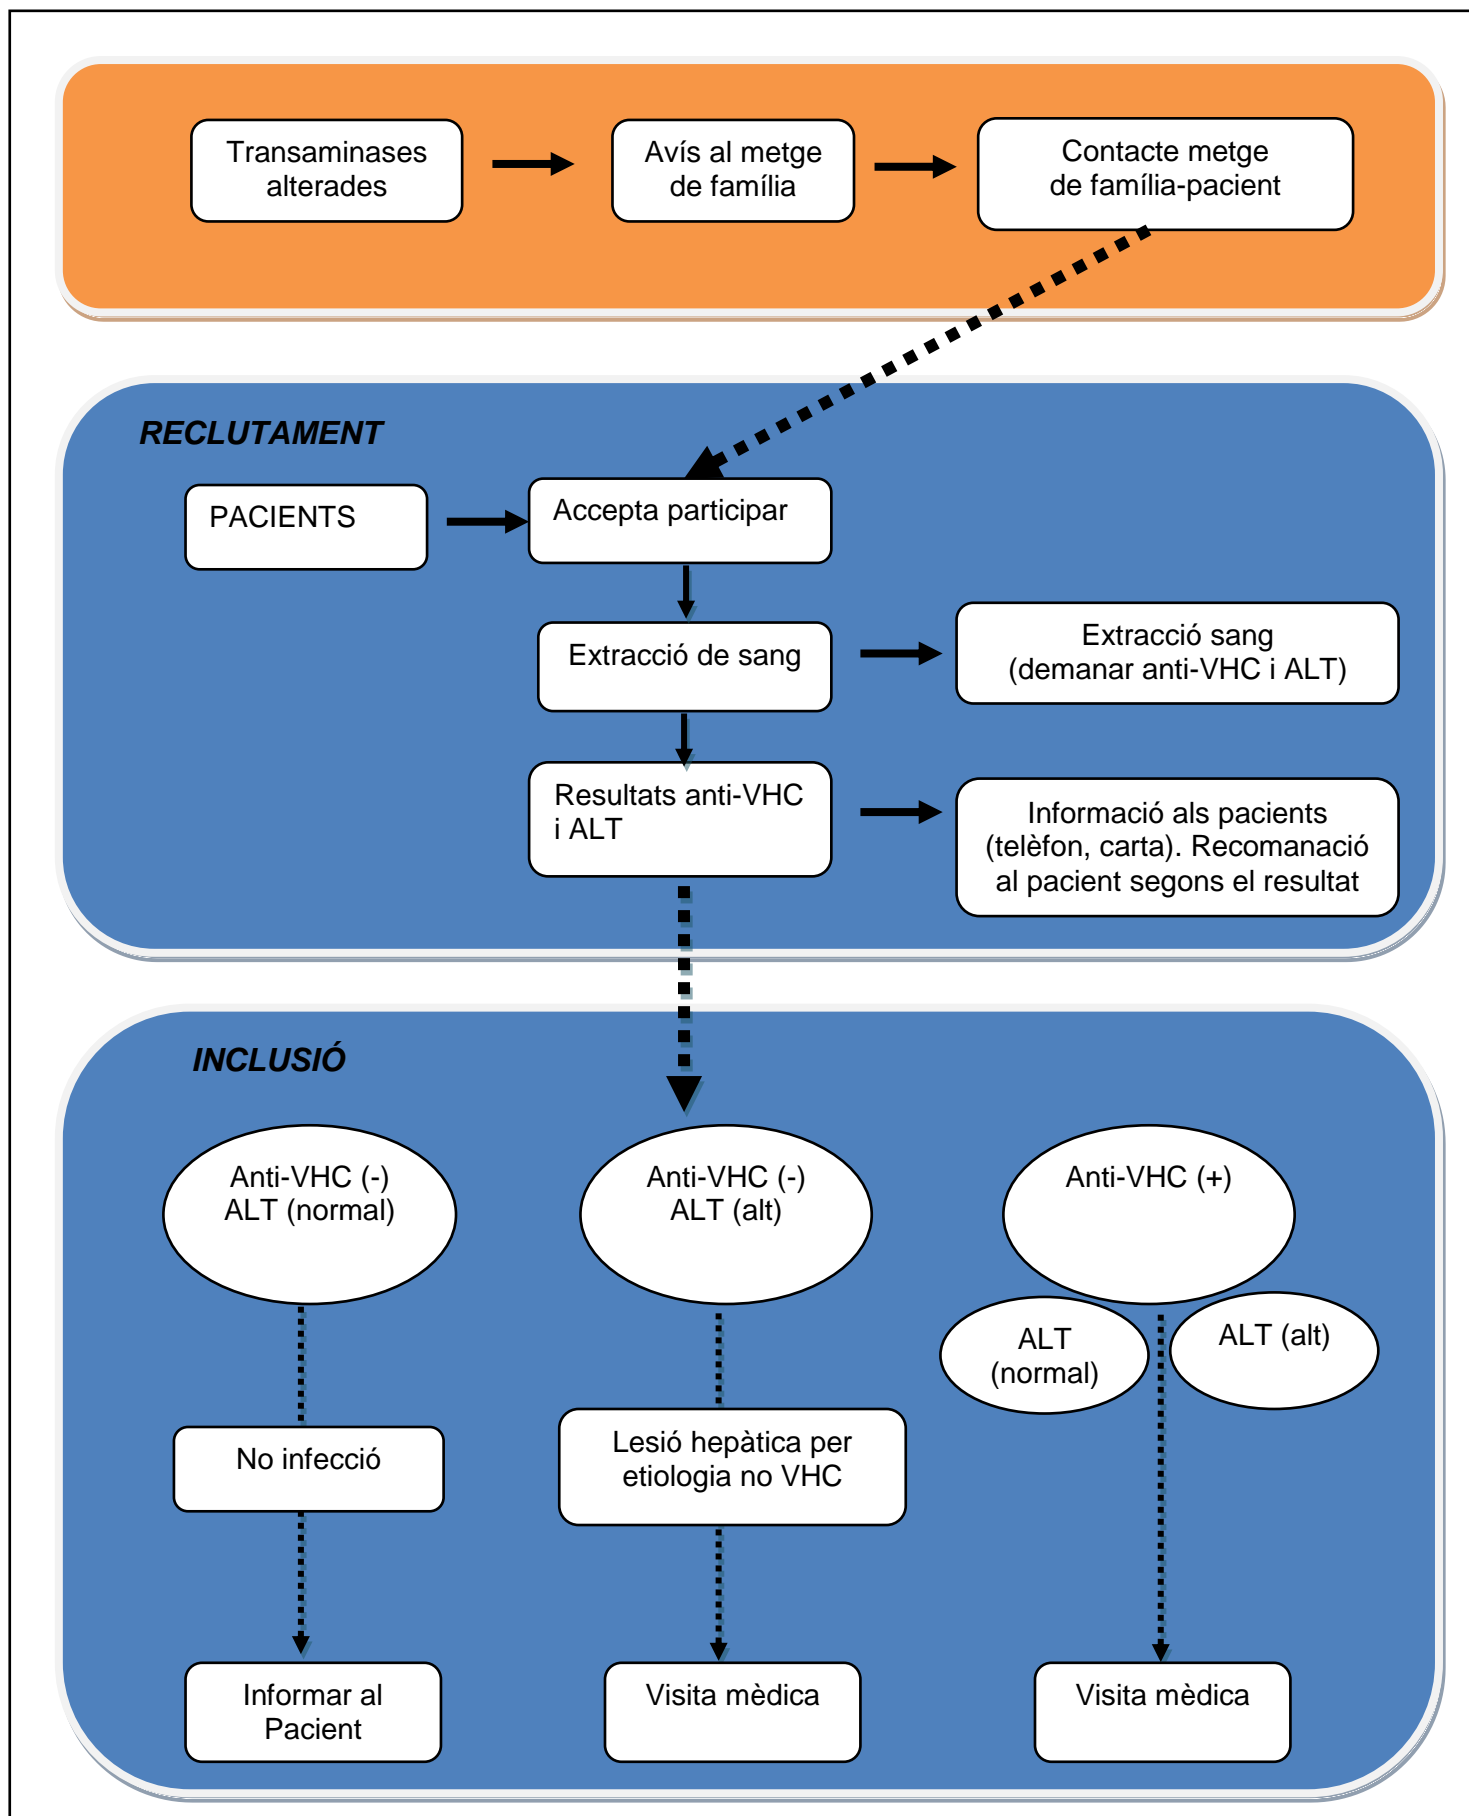 Transaminases
alterades
Avís al metge
de família
Contacte metge
de família-pacient
RECLUTAMENT
PACIENTS
Accepta participar
Extracció de sang
Extracció sang
(demanar anti-VHC i ALT)
Resultats anti-VHC
i ALT
Informació als pacients
(telèfon, carta). Recomanació
al pacient segons el resultat
INCLUSIÓ
Anti-VHC (-)
ALT (normal)
Anti-VHC (-)
ALT (alt)
Anti-VHC (+)
ALT
(normal)
ALT (alt)
No infecció
Lesió hepàtica per
etiologia no VHC
Informar al
Pacient
Visita mèdica
Visita mèdica